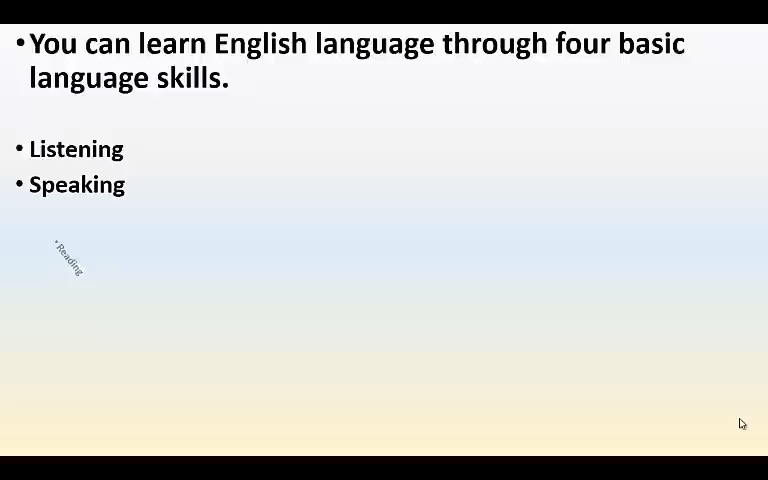 • You can learn English language through four basic
language skills.
• Listening
• Speaking
• Reading